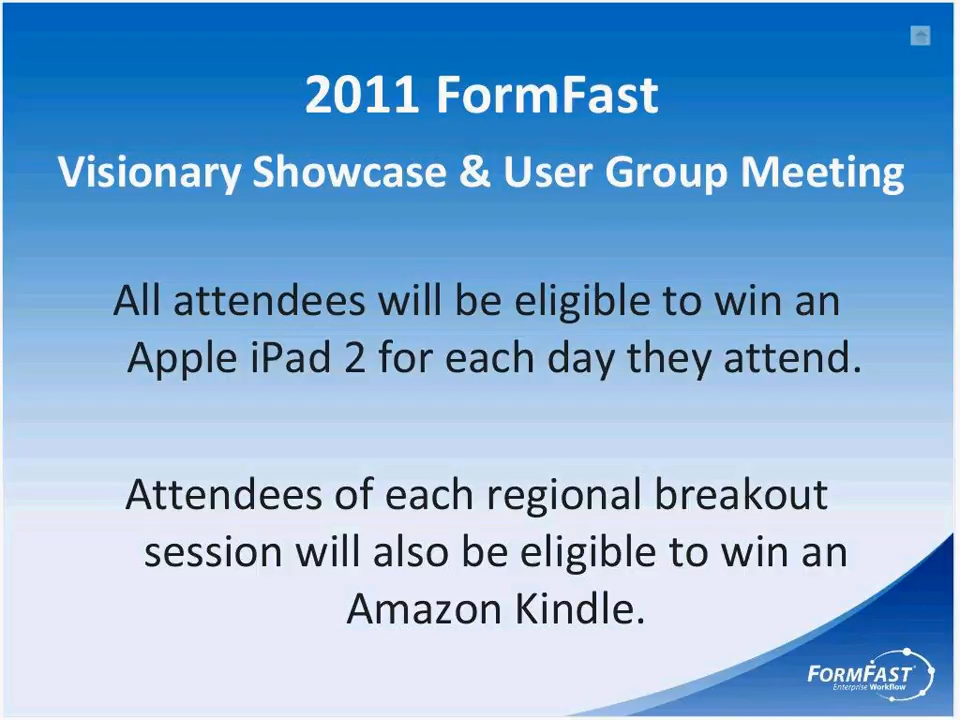 2011 FormFast
Visionary Showcase & User Group Meeting
All attendees will be eligible to win an
Apple iPad 2 for each day they attend.
Attendees of each regional breakout
session will also be eligible to win an
Amazon Kindle.
FORMFAST
Enterprise Workflow